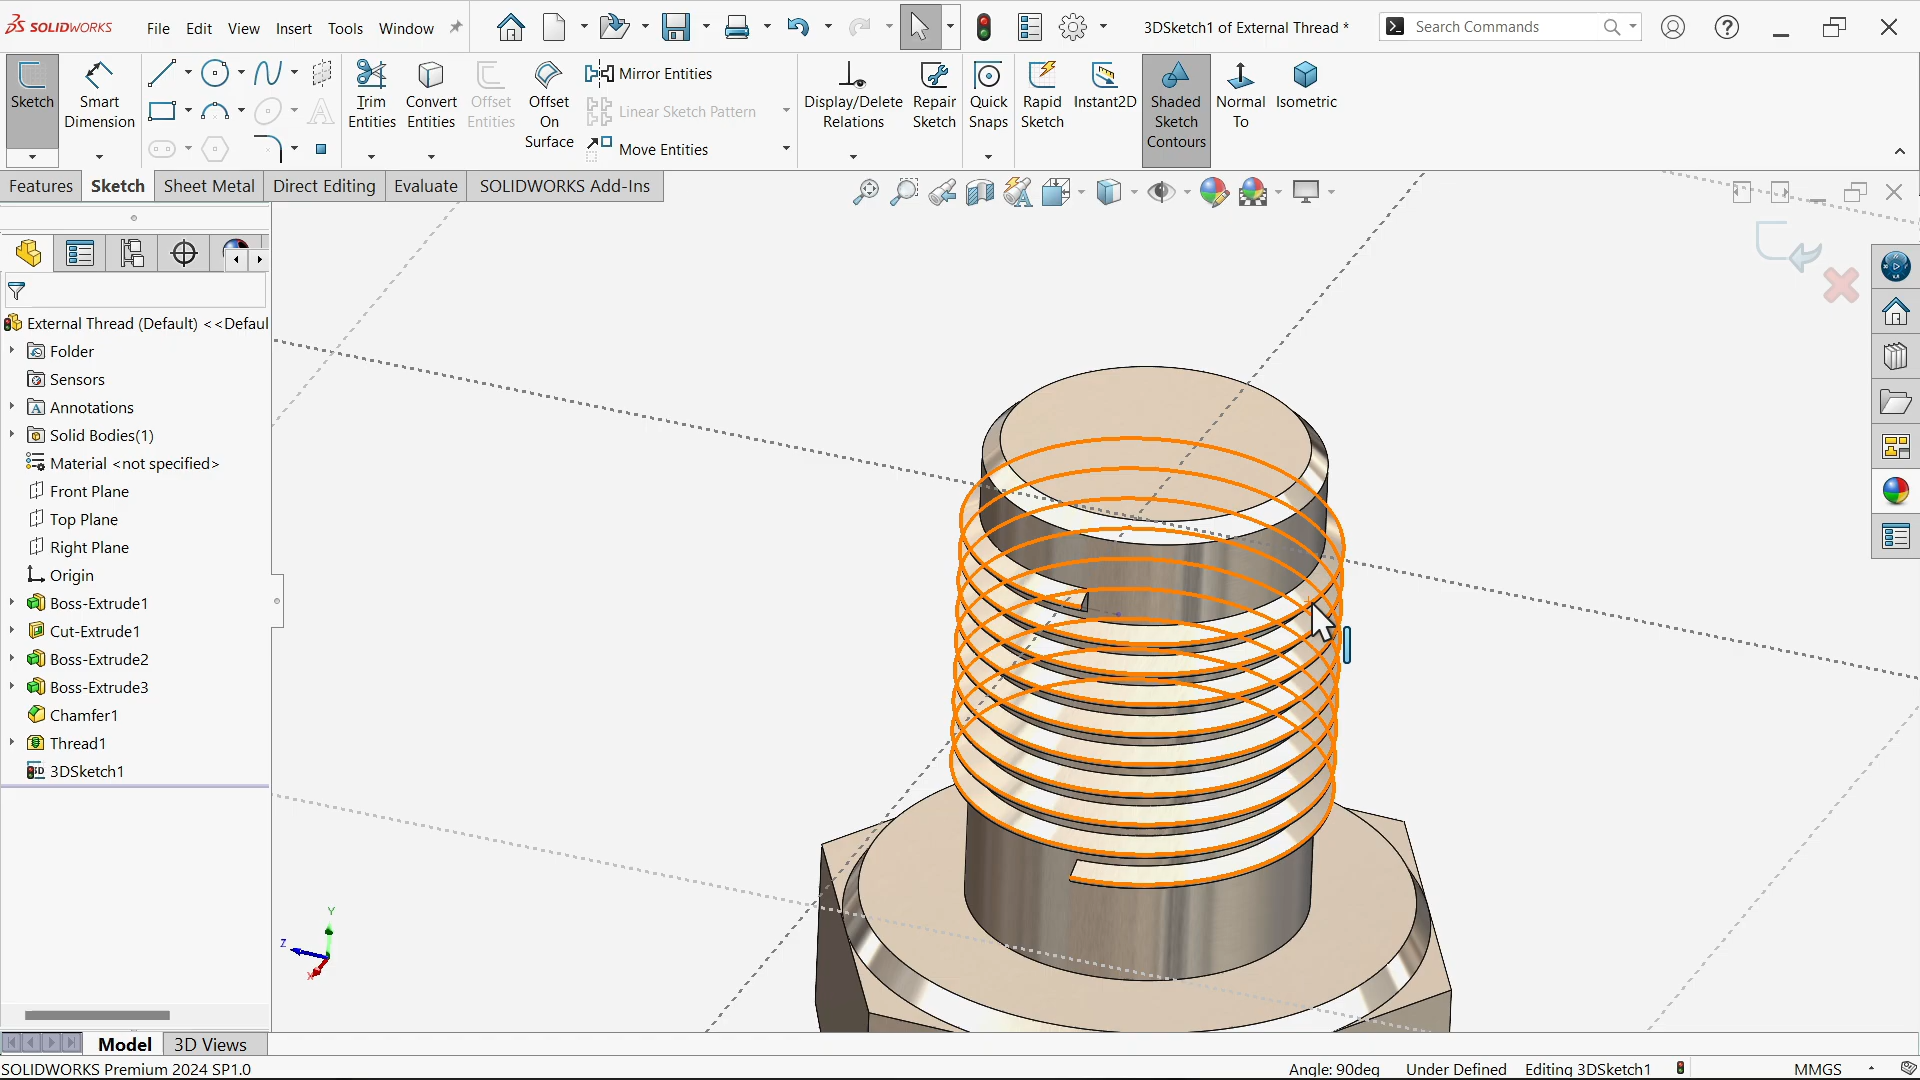 SOLIDWORKS
File Edit View Insert Tools Window
3DSketch1 of External Thread *
Search Commands
Sketch
Smart Dimension
Trim Entities
Convert Entities
Offset Entities
Offset On Surface
Mirror Entities
Linear Sketch Pattern
Move Entities
Display/Delete Relations
Repair Sketch
Quick Snaps
Rapid Sketch
Instant2D
Shaded Sketch Contours
Normal To
Isometric
Features Sketch Sheet Metal Direct Editing Evaluate SOLIDWORKS Add-Ins
External Thread (Default) <<Defaul
Folder
Sensors
Annotations
Solid Bodies(1)
Material <not specified>
Front Plane
Top Plane
Right Plane
Origin
Boss-Extrude1
Cut-Extrude1
Boss-Extrude2
Boss-Extrude3
Chamfer1
Thread1
3DSketch1
Y
Z
X
Model 3D Views
SOLIDWORKS Premium 2024 SP1.0
Angle: 90deg Under Defined Editing 3DSketch1 MMGS